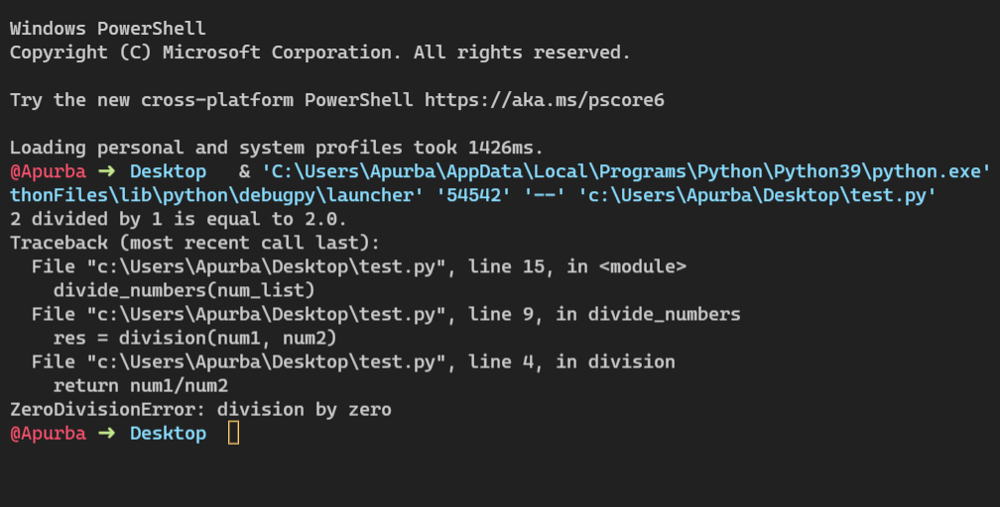 Windows PowerShell
Copyright (C) Microsoft Corporation. All rights reserved.
Try the new cross-platform PowerShell https://aka.ms/pscore6
Loading personal and system profiles took 1426ms.
@Apurba → Desktop & 'C:\Users\Apurba\AppData\Local\Programs\Python\Python39\python.exe'
thonFiles\lib\python\debugpy\launcher' '54542' '--' 'c:\Users\Apurba\Desktop\test.py'
2 divided by 1 is equal to 2.0.
Traceback (most recent call last):
  File "c:\Users\Apurba\Desktop\test.py", line 15, in <module>
    divide_numbers(num_list)
  File "c:\Users\Apurba\Desktop\test.py", line 9, in divide_numbers
    res = division(num1, num2)
  File "c:\Users\Apurba\Desktop\test.py", line 4, in division
    return num1/num2
ZeroDivisionError: division by zero
@Apurba → Desktop